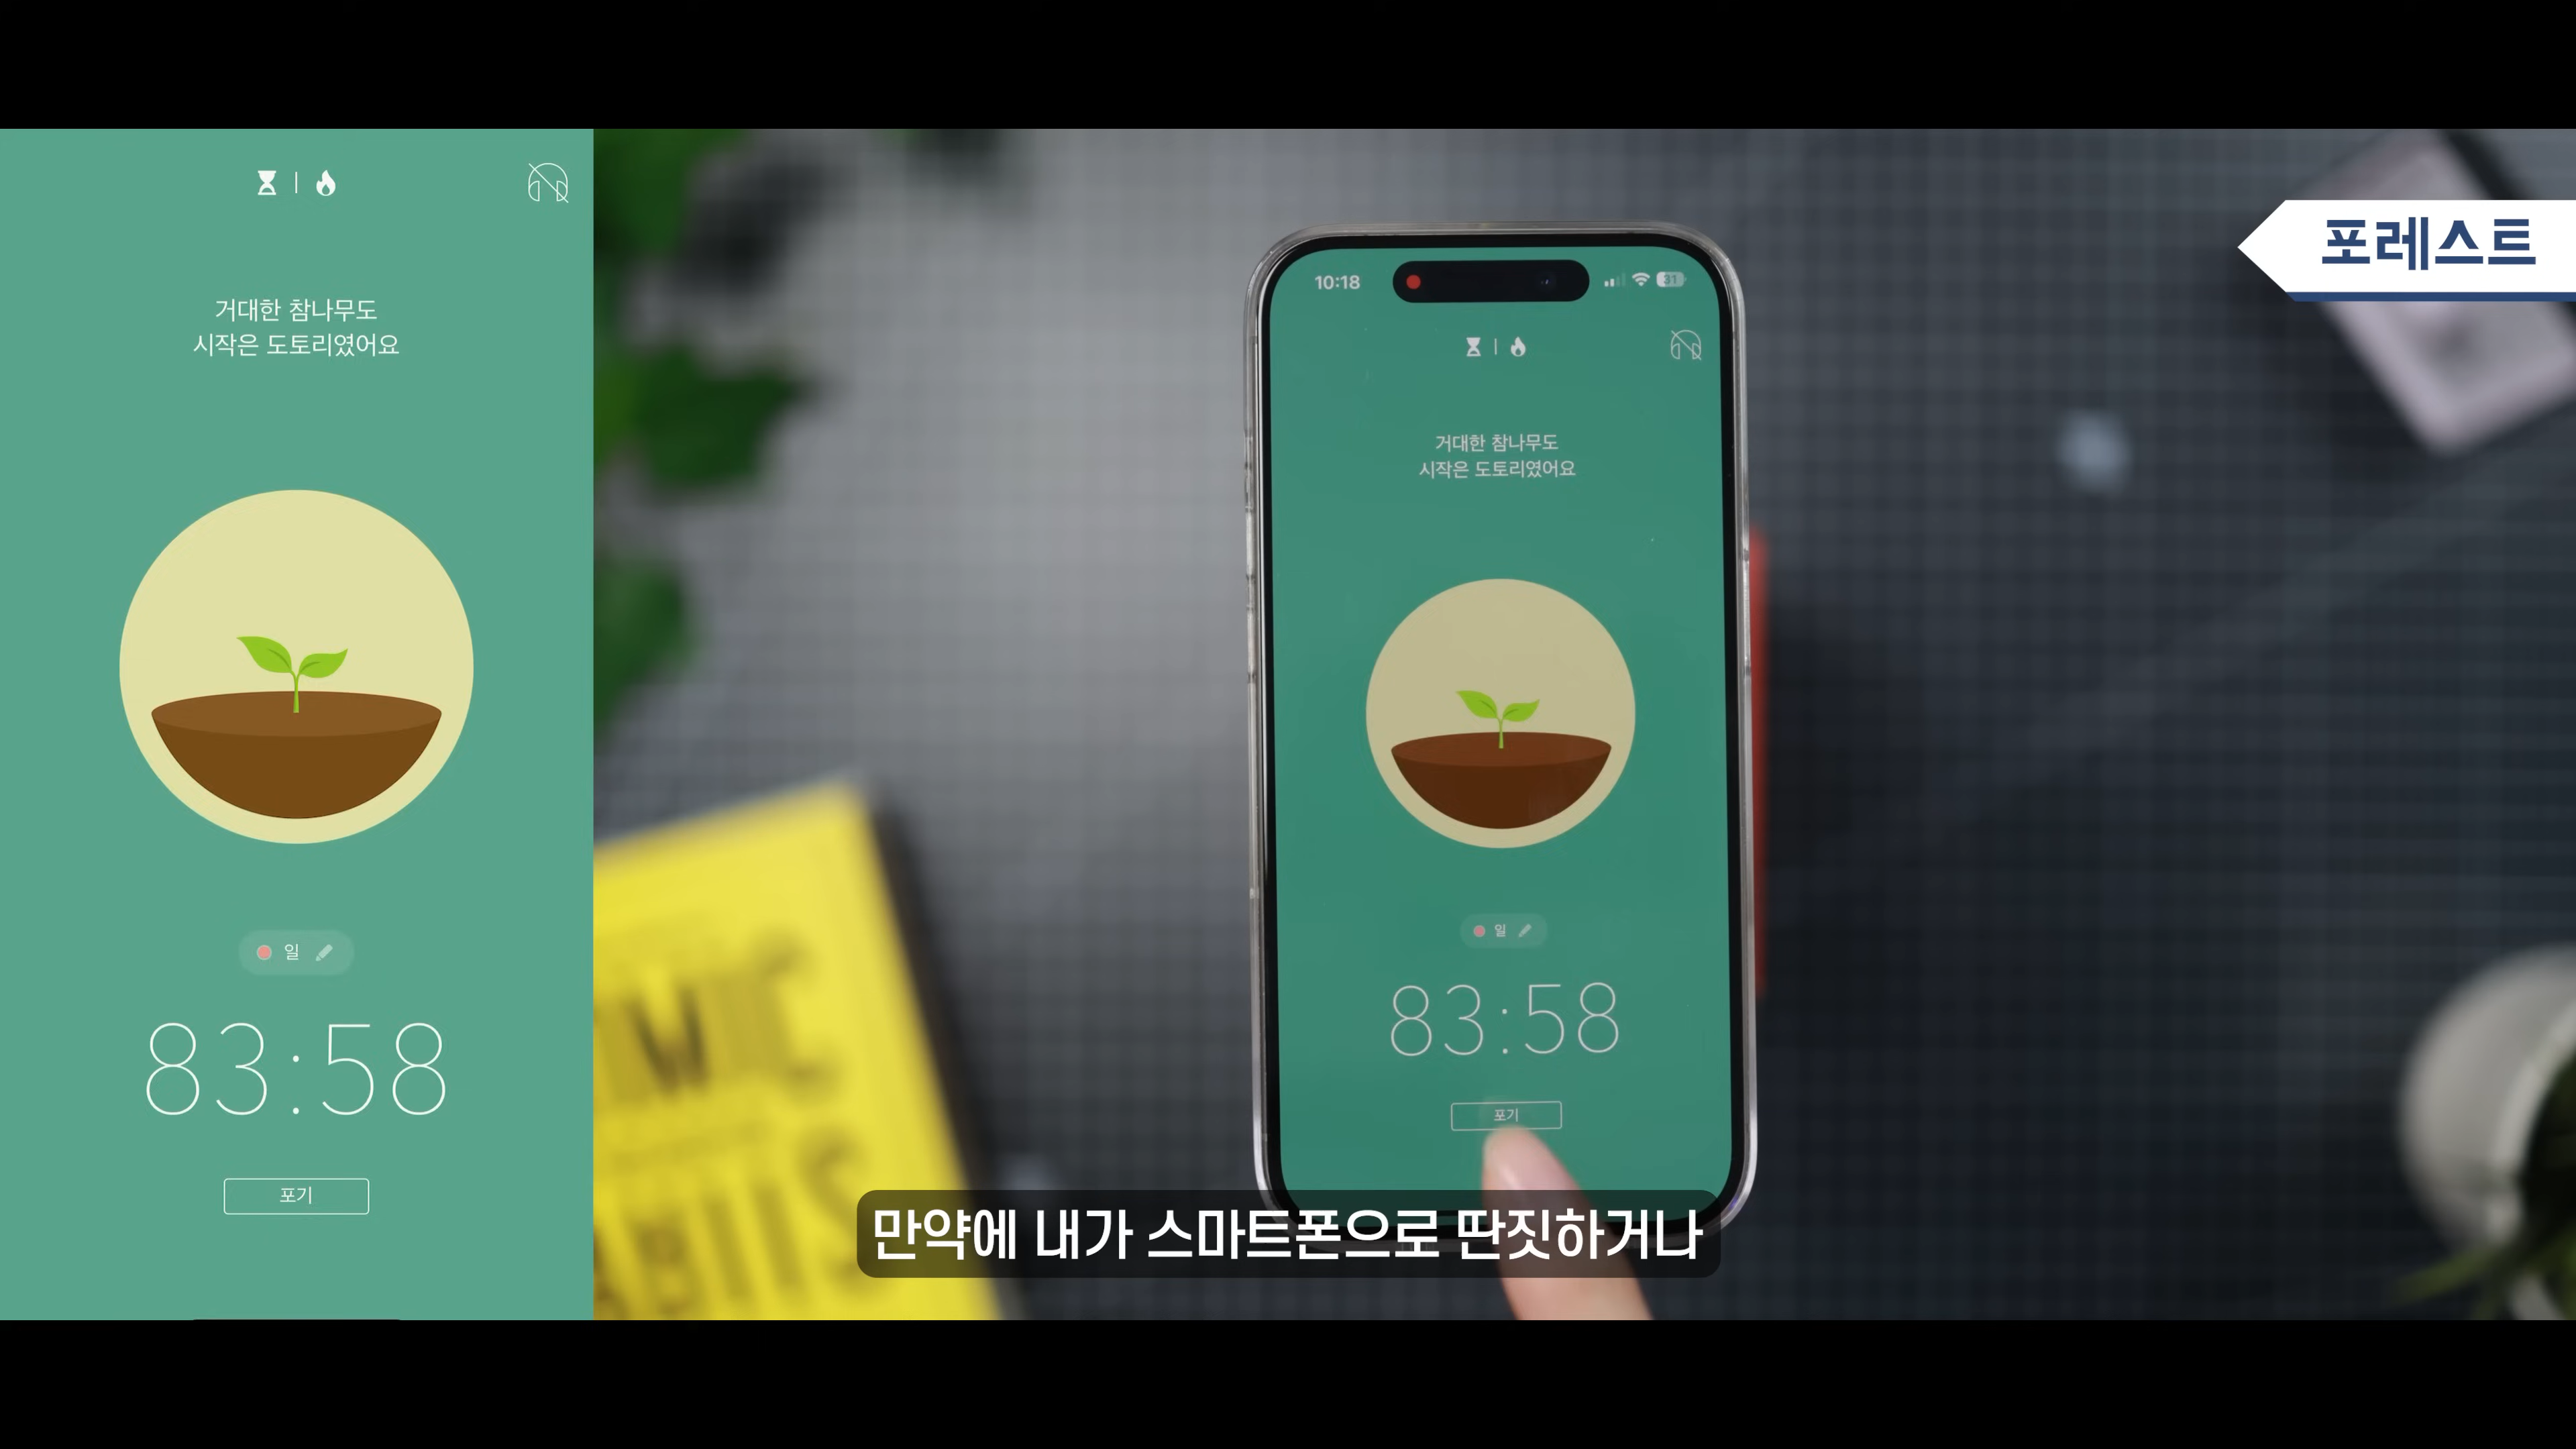 거대한 참나무도
시작은 도토리였어요
일
83:58
포기
포레스트
10:18
31
거대한 참나무도
시작은 도토리였어요
일
83:58
포기
만약에 내가 스마트폰으로 딴짓하거나